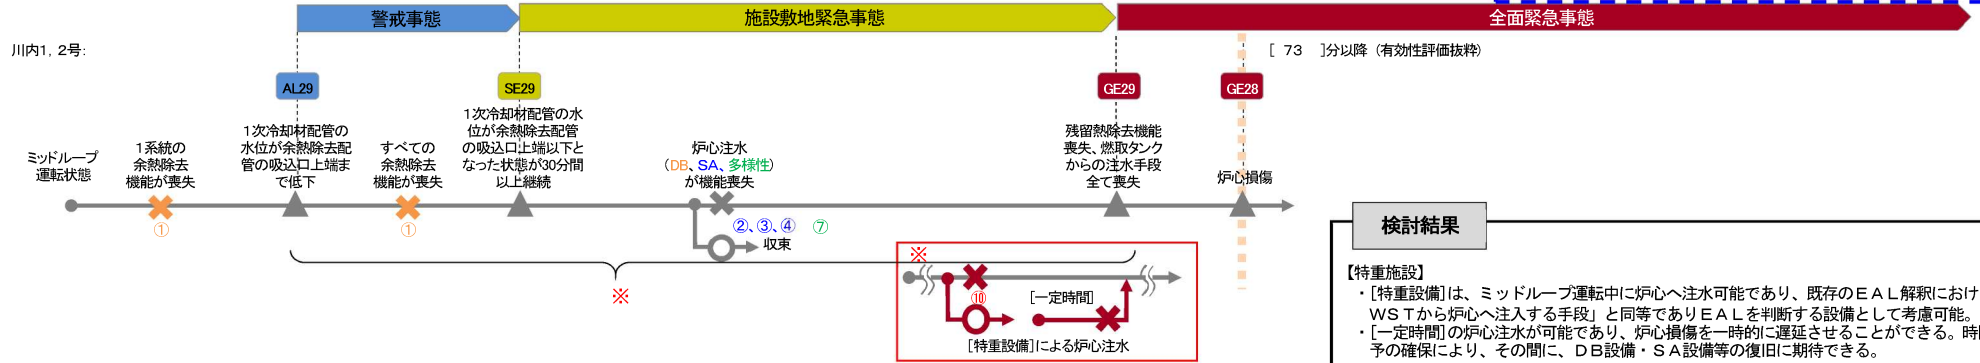 警戒事態
施設敷地緊急事態
全面緊急事態
川内1，2号：
［ 73 ］分以降（有効性評価抜粋）
AL29
SE29
GE29
GE28
ミッドループ
運転状態
1系統の
余熱除去
機能が喪失
1次冷却材配管の
水位が余熱除去配
管の吸込口上端ま
で低下
すべての
余熱除去
機能が喪失
1次冷却材配管の水
位が余熱除去配管
の吸込口上端以下と
なった状態が30分間
以上継続
炉心注水
（DB、SA、多様性）
が機能喪失
残留熱除去機能
喪失、燃取タンク
からの注水手段
全て喪失
炉心損傷
①
①
②、③、④ ⑦
収束
※
※
⑩
［一定時間］
［特重設備］による炉心注水
検討結果
【特重施設】
・［特重設備］は、ミッドループ運転中に炉心へ注水可能であり、既存のＥＡＬ解釈におけ
ＷＳＴから炉心へ注入する手段」と同等でありＥＡＬを判断する設備として考慮可能。
・［一定時間］の炉心注水が可能であり、炉心損傷を一時的に遅延させることができる。時間
予の確保により、その間に、ＤＢ設備・ＳＡ設備等の復旧に期待できる。